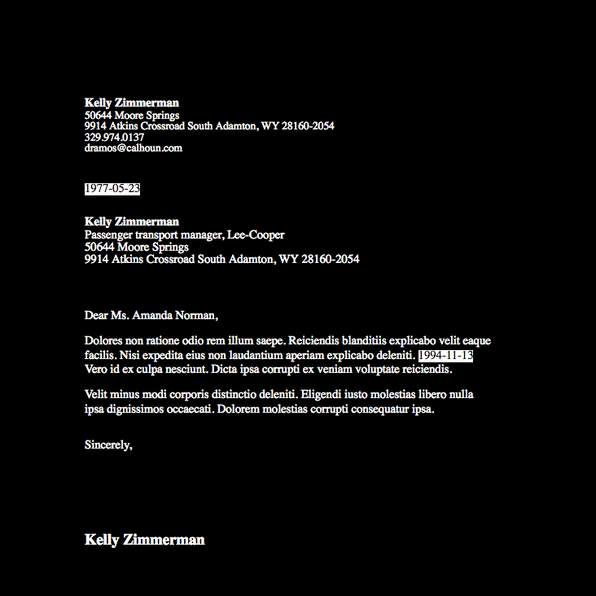 Kelly Zimmerman
50644 Moore Springs
9914 Atkins Crossroad South Adamton, WY 28160-2054
329.974.0137
dramos@calhoun.com
1977-05-23
Kelly Zimmerman
Passenger transport manager, Lee-Cooper
50644 Moore Springs
9914 Atkins Crossroad South Adamton, WY 28160-2054
Dear Ms. Amanda Norman,
Dolores non ratione odio rem illum saepe. Reiciendis blanditiis explicabo velit eaque
facilis. Nisi expedita eius non laudantium aperiam explicabo deleniti. 1994-11-13
Vero id ex culpa nesciunt. Dicta ipsa corrupti ex veniam voluptate reiciendis.
Velit minus modi corporis distinctio deleniti. Eligendi iusto molestias libero nulla
ipsa dignissimos occaecati. Dolorem molestias corrupti consequatur ipsa.
Sincerely,
Kelly Zimmerman